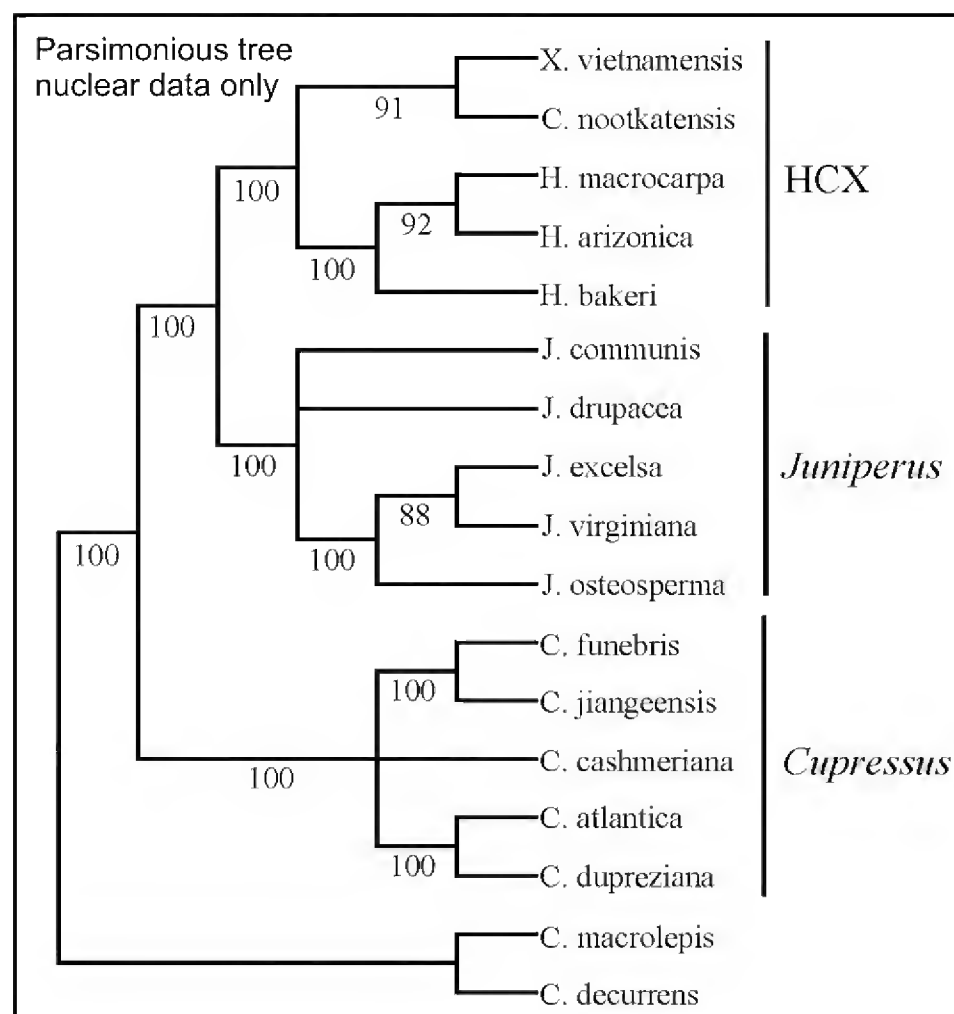 Parsimonious tree
nuclear data only
X. vietnamensis
91
C. nootkatensis
100
H. macrocarpa
HCX
92
H. arizonica
100
H. bakeri
100
J. communis
J. drupacea
100
J. excelsa
Juniperus
88
J. virginiana
100
100
J. osteosperma
C. funebris
100
C. jiangeensis
100
C. cashmeriana
Cupressus
C. atlantica
100
C. dupreziana
C. macrolepis
C. decurrens